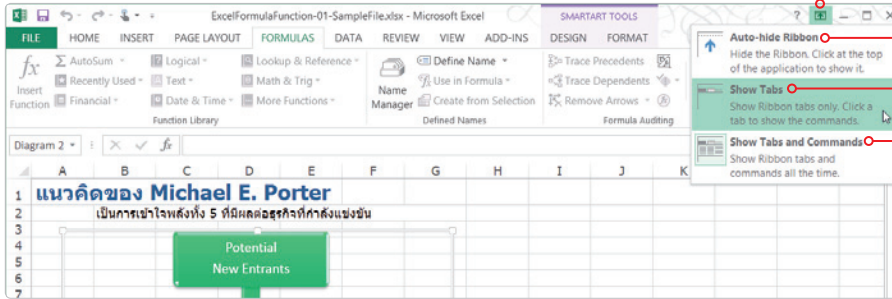 ExcelFormulaFunction-01-SampleFile.xlsx - Microsoft Excel
SMARTART TOOLS
?
FILE HOME INSERT PAGE LAYOUT FORMULAS DATA REVIEW VIEW ADD-INS DESIGN FORMAT
fx
Insert
Function
Σ AutoSum
Recently Used
Financial
Logical
Text
Date & Time
Lookup & Reference
Math & Trig
More Functions
Function Library
Name
Manager
Define Name
Use in Formula
Create from Selection
Defined Names
Trace Precedents
Trace Dependents
Remove Arrows
Formula Auditing
Auto-hide Ribbon
Hide the Ribbon. Click at the top
of the application to show it.
Show Tabs
Show Ribbon tabs only. Click a
tab to show the commands.
Show Tabs and Commands
Show Ribbon tabs and
commands all the time.
Diagram 2
fx
A B C D E F G H I J K
1 แนวคิดของ Michael E. Porter
2 เป็นการเข้าใจพลังทั้ง 5 ที่มีผลต่อธุรกิจที่กำลังแข่งขัน
3
4 Potential
5 New Entrants
6
7